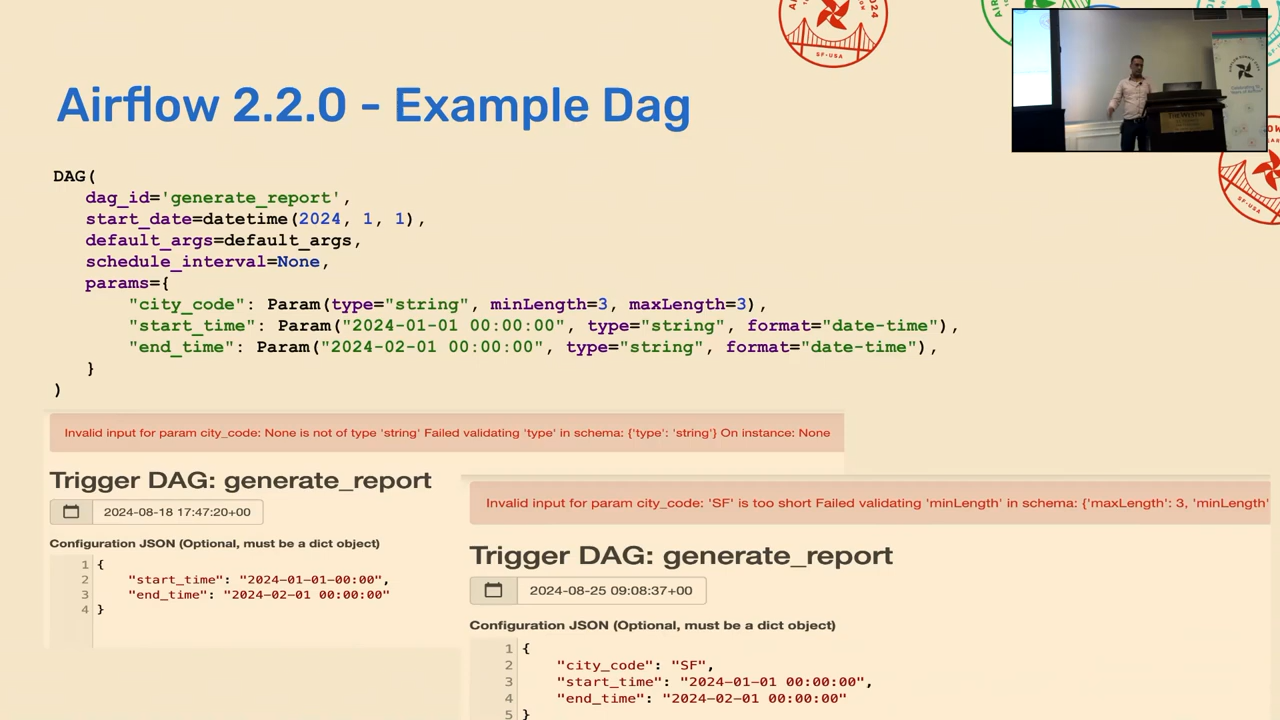 Airflow 2.2.0 - Example Dag
DAG(
dag_id='generate_report',
start_date=datetime(2024, 1, 1),
default_args=default_args,
schedule_interval=None,
params={
"city_code": Param(type="string", minLength=3, maxLength=3),
"start_time": Param("2024-01-01 00:00:00", type="string", format="date-time"),
"end_time": Param("2024-02-01 00:00:00", type="string", format="date-time"),
}
)
Invalid input for param city_code: None is not of type 'string' Failed validating 'type' in schema: {'type': 'string'} On instance: None
Trigger DAG: generate_report
2024-08-18 17:47:20+00
Configuration JSON (Optional, must be a dict object)
1 {
2 "start_time": "2024-01-01-00:00",
3 "end_time": "2024-02-01 00:00:00"
4 }
Invalid input for param city_code: 'SF' is too short Failed validating 'minLength' in schema: {'maxLength': 3, 'minLength'
Trigger DAG: generate_report
2024-08-25 09:08:37+00
Configuration JSON (Optional, must be a dict object)
1 {
2 "city_code": "SF",
3 "start_time": "2024-01-01 00:00:00",
4 "end_time": "2024-02-01 00:00:00"
5 }
SF-USA
SF-USA
THE WESTIN